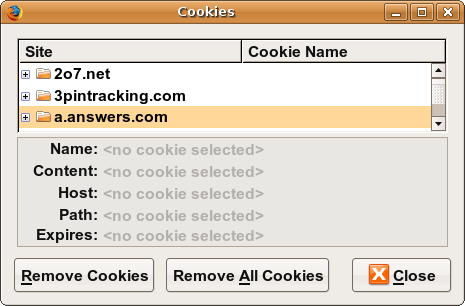 Cookies
Site Cookie Name
2o7.net
3pintracking.com
a.answers.com
Name: <no cookie selected>
Content: <no cookie selected>
Host: <no cookie selected>
Path: <no cookie selected>
Expires: <no cookie selected>
Remove Cookies Remove All Cookies Close